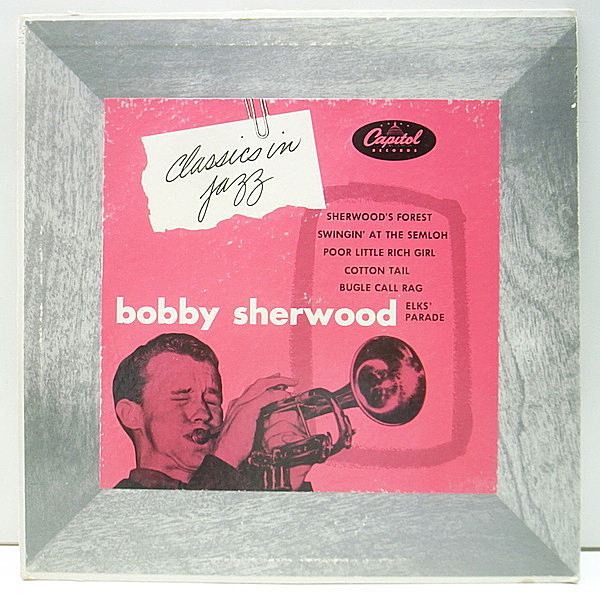 Classics in
jazz
Capitol
RECORDS
SHERWOOD'S FOREST
SWINGIN' AT THE SEMLOH
POOR LITTLE RICH GIRL
COTTON TAIL
BUGLE CALL RAG
ELKS'
PARADE
bobby sherwood